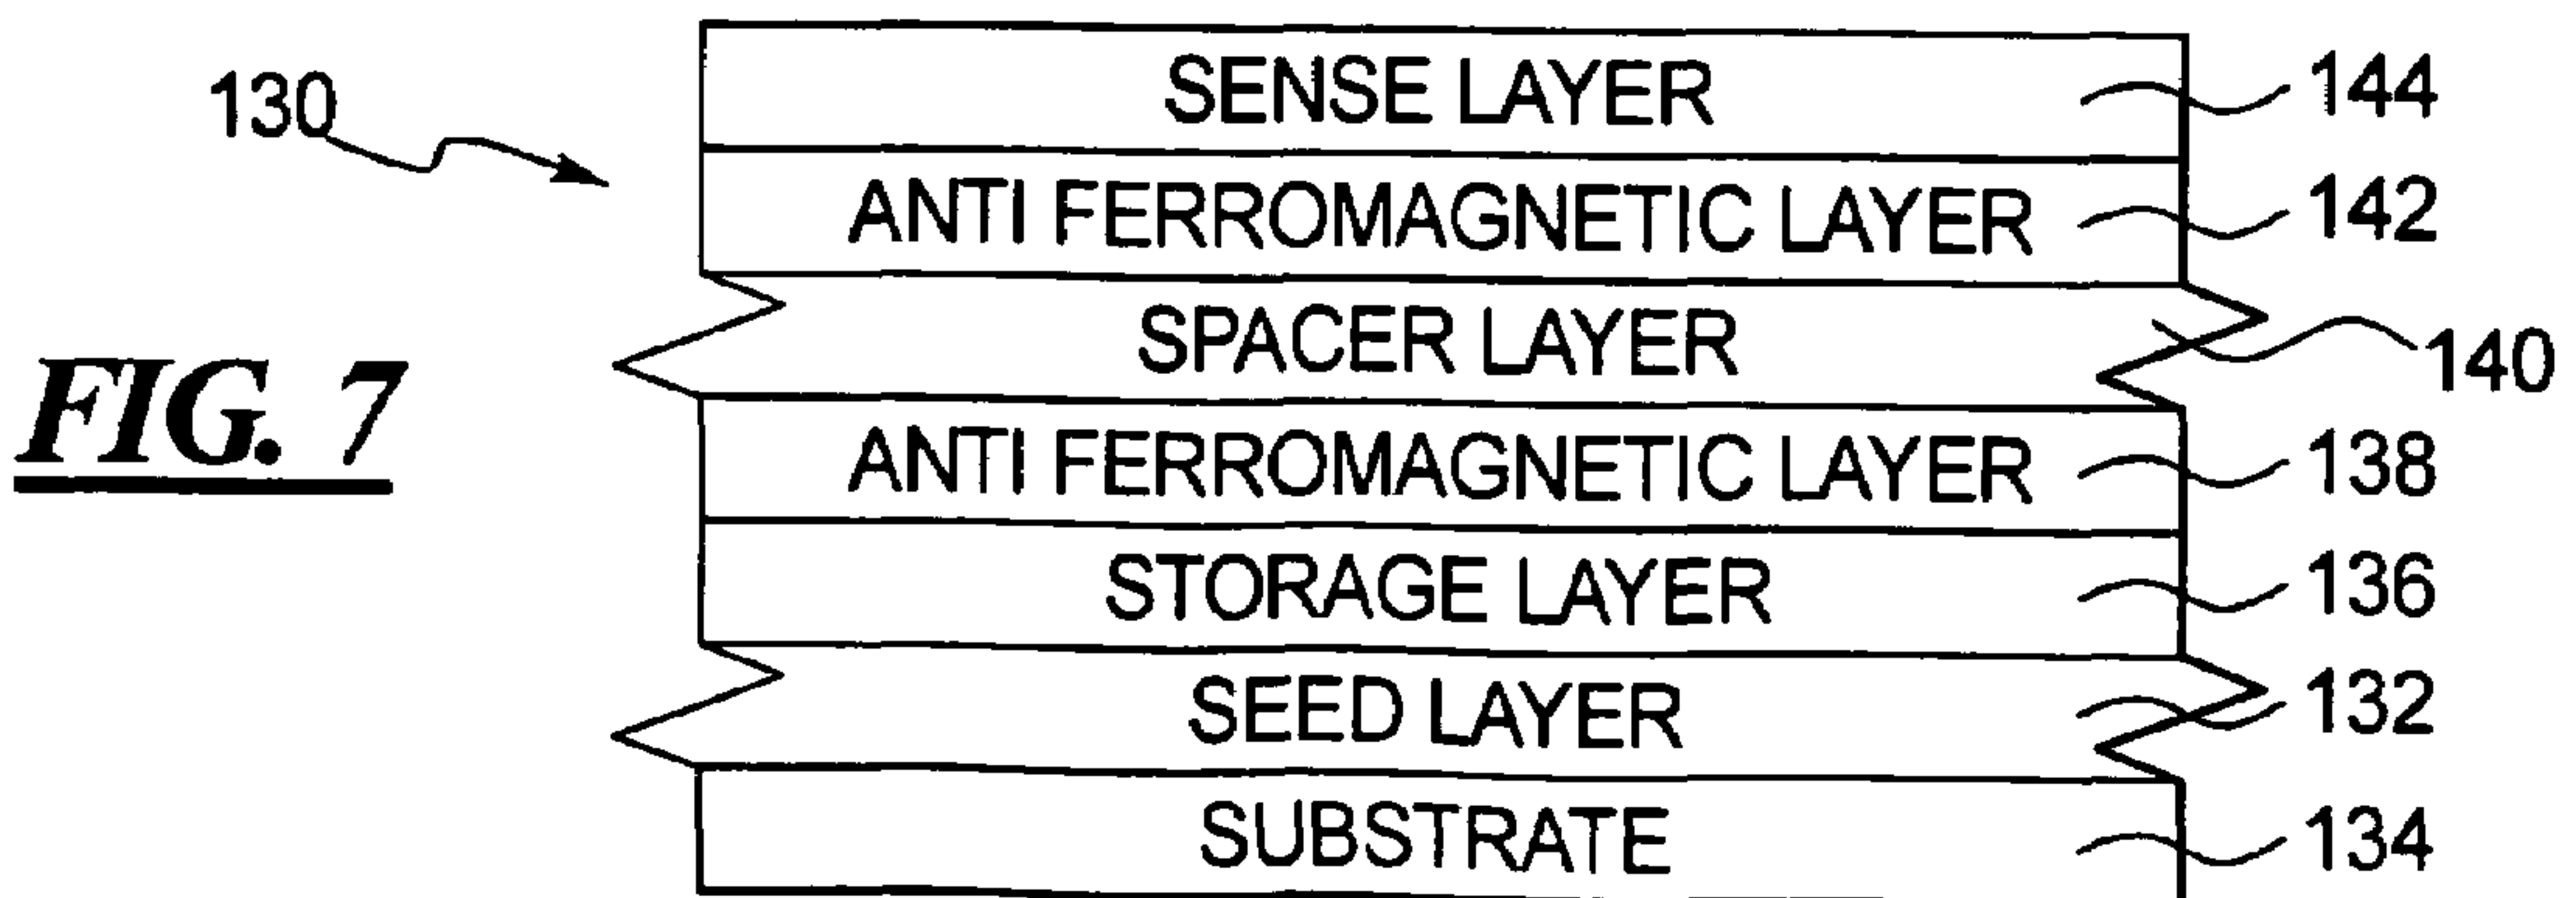 130
SENSE LAYER 144
ANTI FERROMAGNETIC LAYER 142
SPACER LAYER 140
FIG. 7
ANTI FERROMAGNETIC LAYER 138
STORAGE LAYER 136
SEED LAYER 132
SUBSTRATE 134